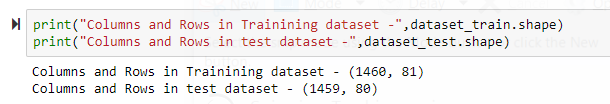 print("Columns and Rows in Trainining dataset -",dataset_train.shape)
print("Columns and Rows in test dataset -",dataset_test.shape)
Columns and Rows in Trainining dataset - (1460, 81)
Columns and Rows in test dataset - (1459, 80)